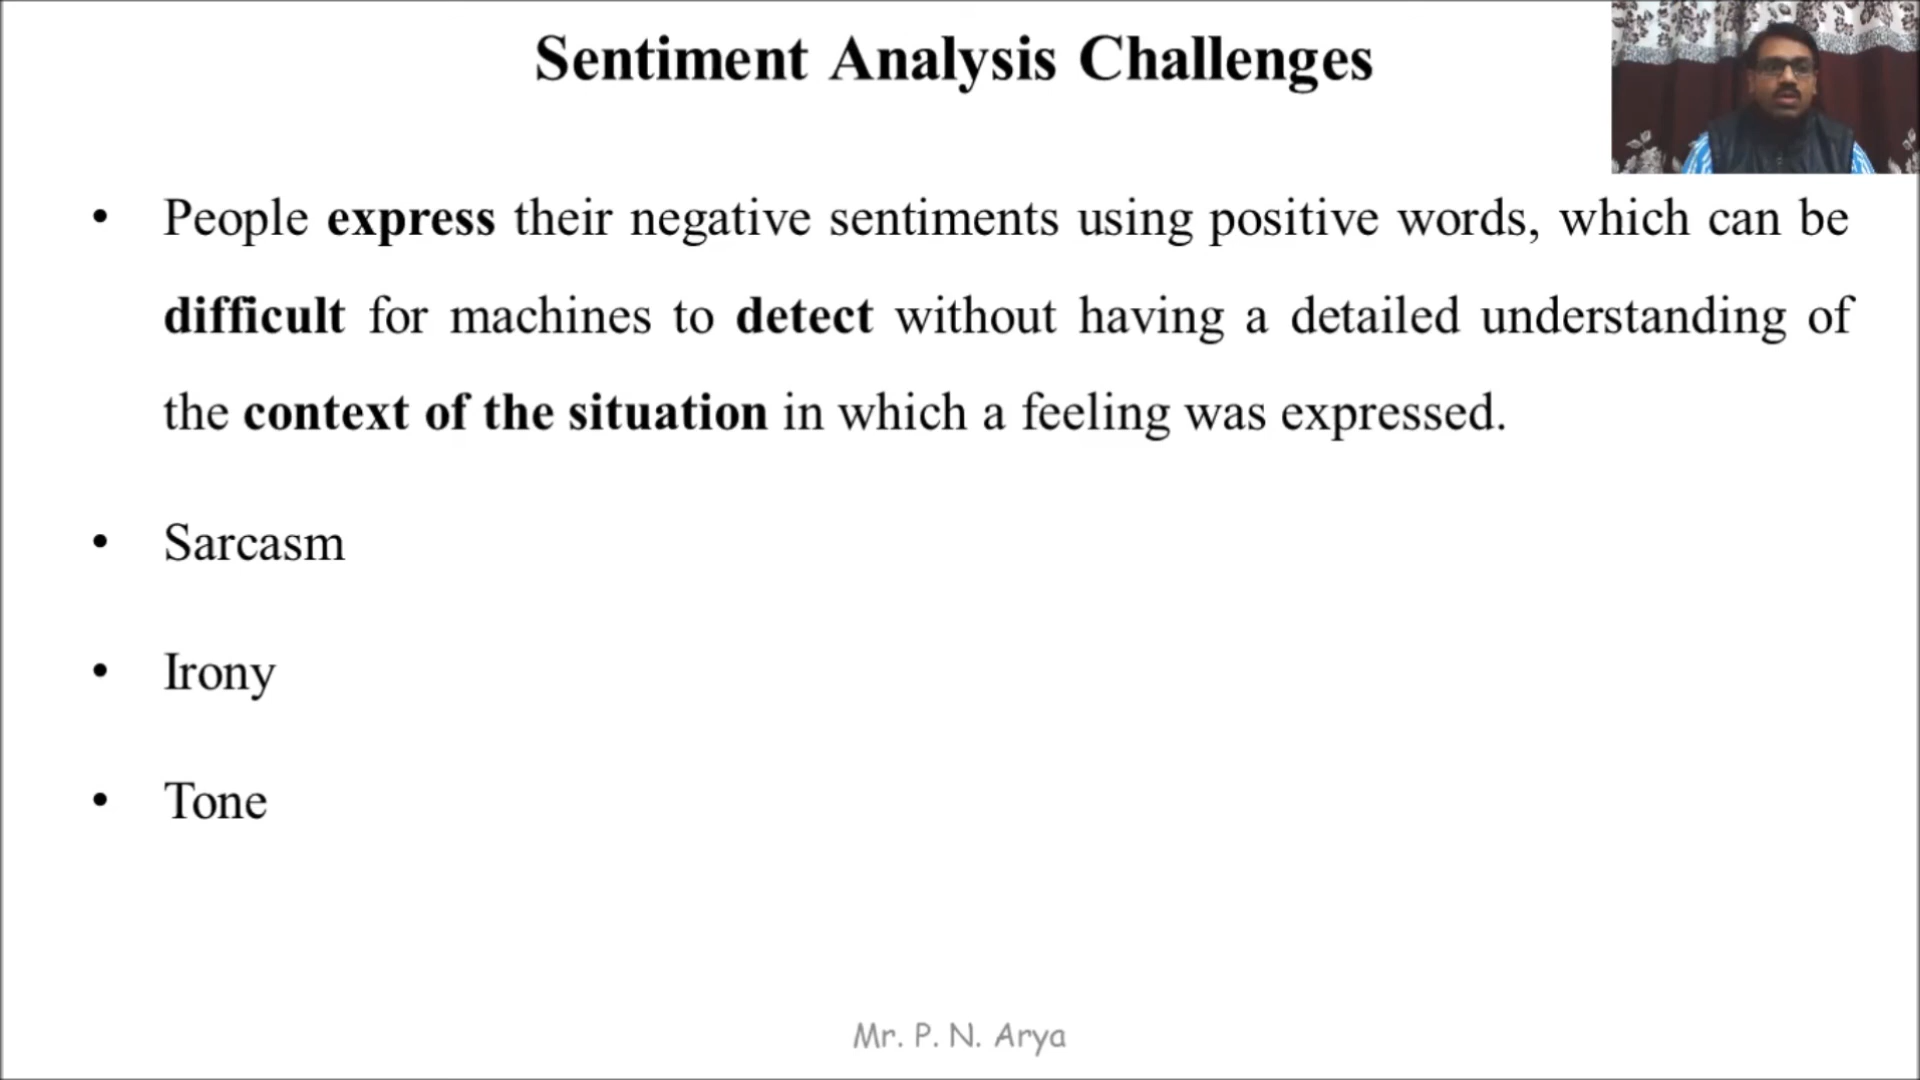 Sentiment Analysis Challenges
• People express their negative sentiments using positive words, which can be
difficult for machines to detect without having a detailed understanding of
the context of the situation in which a feeling was expressed.
• Sarcasm
• Irony
• Tone
Mr. P. N. Arya